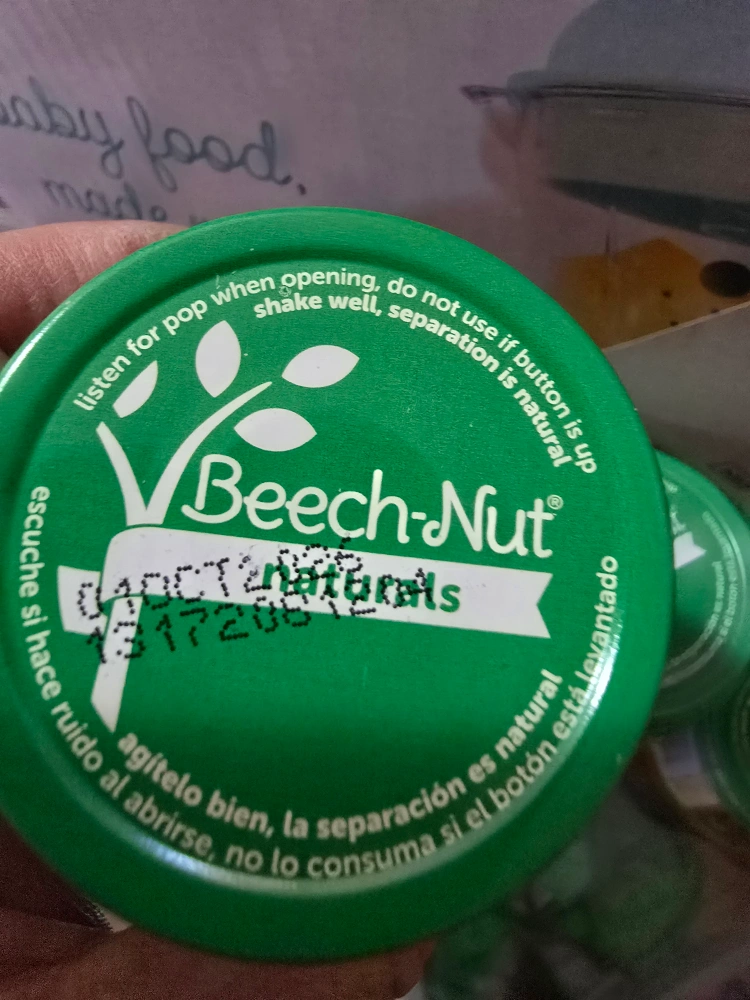 baby food.
listen for pop when opening, do not use if button is up
shake well, separation is natural
Beech-Nut®
naturals
01OCT2026
agítelo bien, la separación es natural
escuche si hace ruido al abrirse, no lo consuma si el botón está levantado